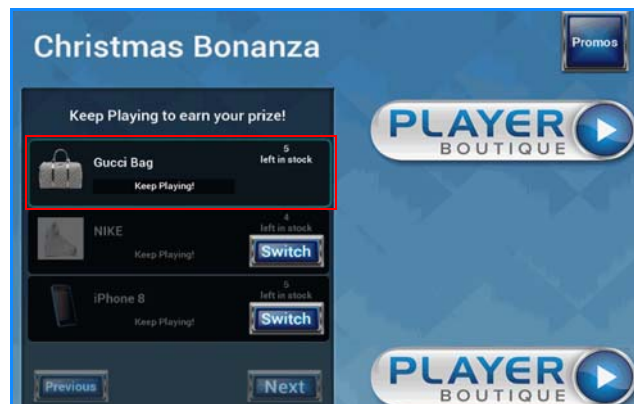 Christmas Bonanza
Promos
Keep Playing to earn your prize!
Gucci Bag
5
left in stock
Keep Playing!
NIKE
4
left in stock
Keep Playing!
Switch
iPhone 8
5
left in stock
Keep Playing!
Switch
Previous
Next
PLAYER
BOUTIQUE
PLAYER
BOUTIQUE